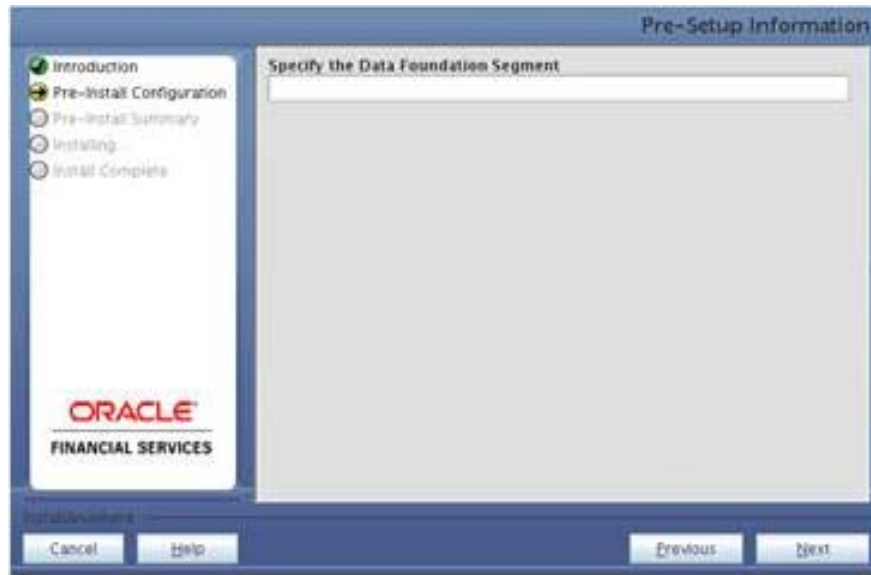 Pre-Setup Information
Introduction
Pre-Install Configuration
Pre-Install Summary
Installing...
Install Complete
Specify the Data Foundation Segment
ORACLE
FINANCIAL SERVICES
InstallAnywhere
Cancel
Help
Previous
Next